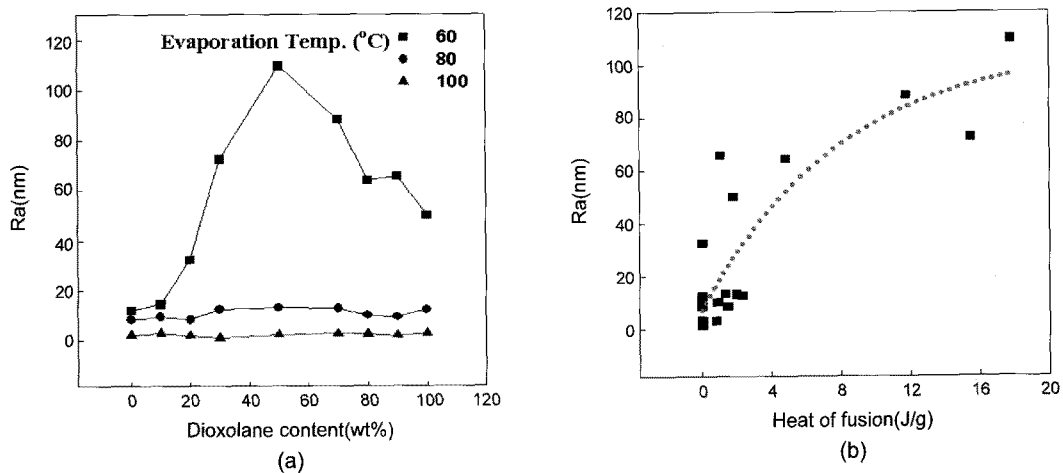 120
100
80
60
40
20
0
Ra(nm)
Evaporation Temp. (°C)
60
80
100
0 20 40 60 80 100 120
Dioxolane content(wt%)
(a)
120
100
80
60
40
20
0
Ra(nm)
0 4 8 12 16 20
Heat of fusion(J/g)
(b)